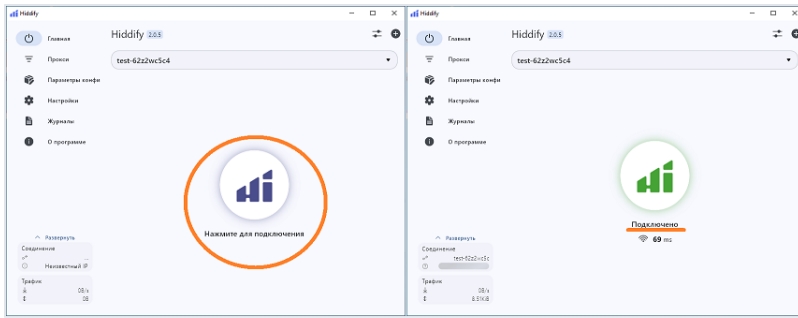 Hiddify
Hiddify 2.0.5
Главная
test-62z2wc5c4
Прокси
Параметры конфи
Настройки
Журналы
О программе
Нажмите для подключения
Развернуть
Соединение
...
Неизвестный IP
Трафик
0B/s
0B
Hiddify
Hiddify 2.0.5
Главная
test-62z2wc5c4
Прокси
Параметры конфи
Настройки
Журналы
О программе
Подключено
69 ms
Развернуть
Соединение
test-62z2wc5c
Трафик
0B/s
6.51KiB